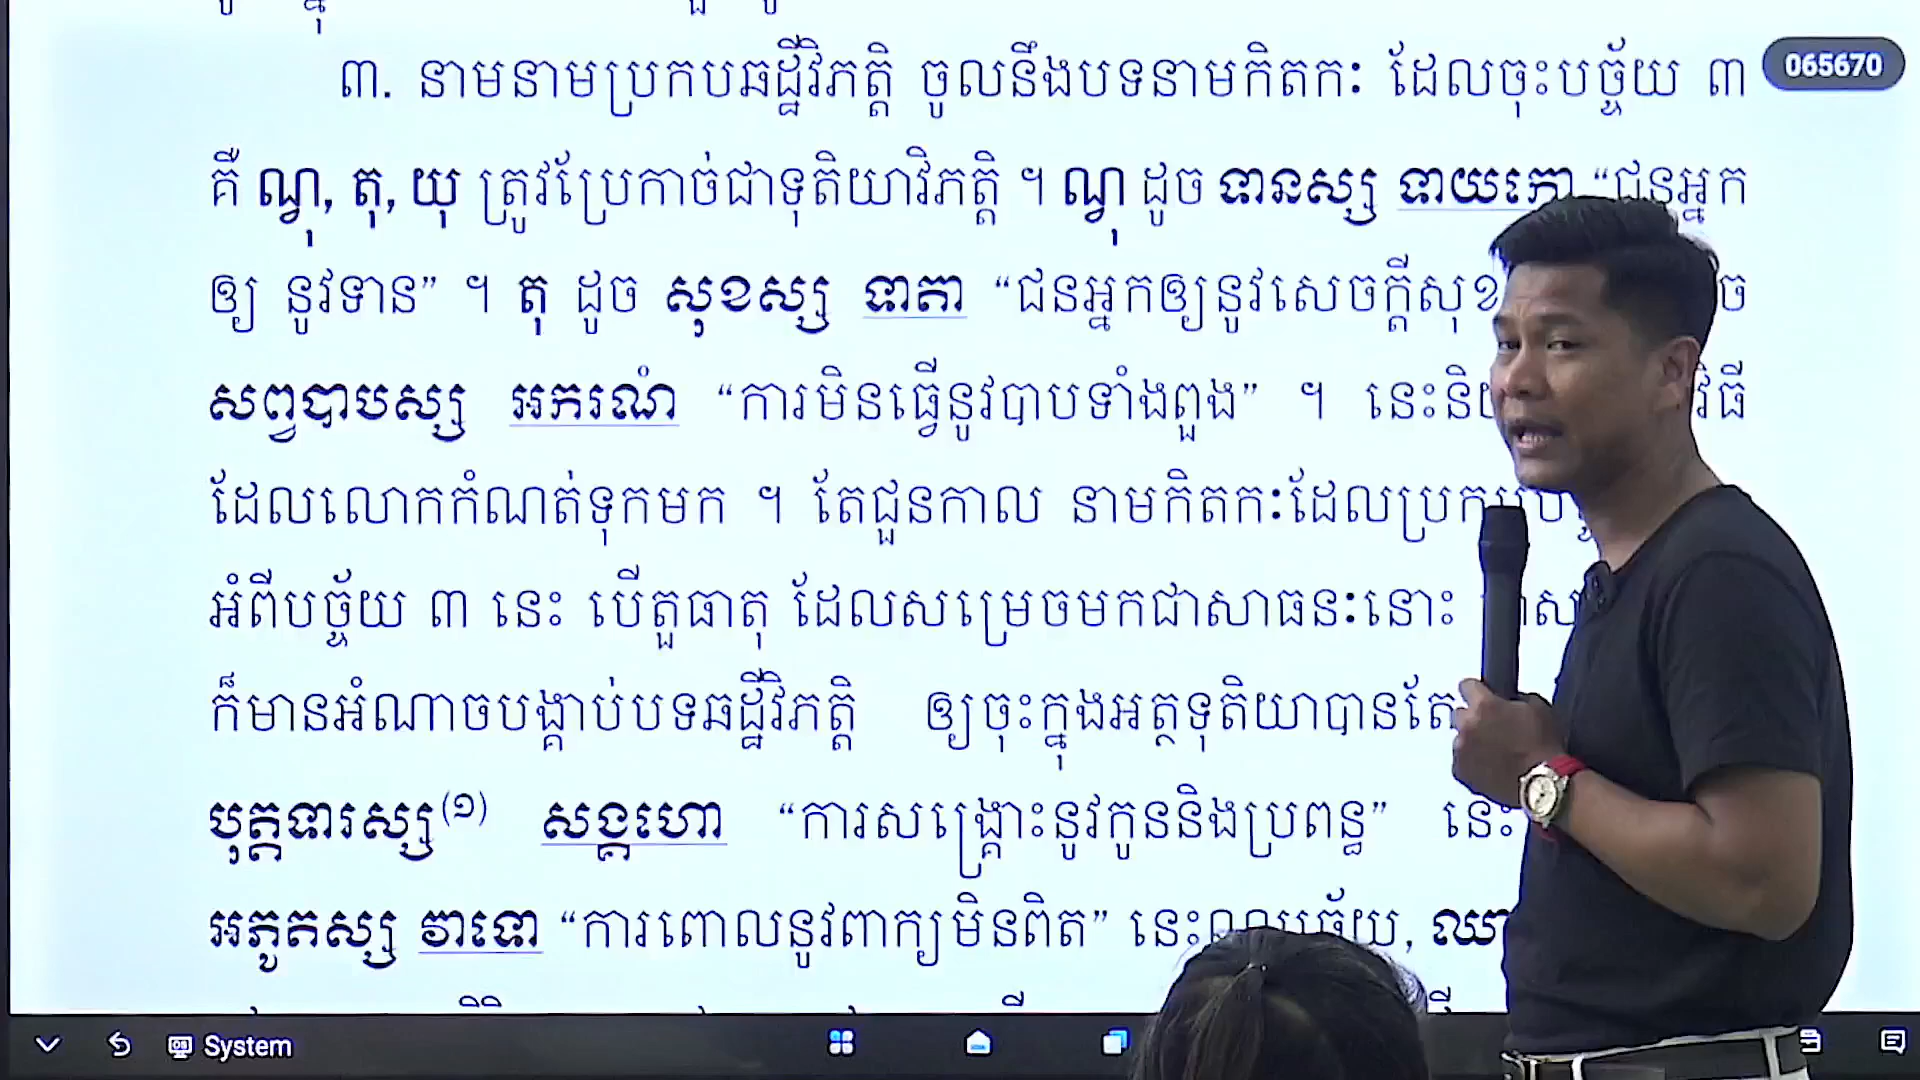 ៣. នាមនាមប្រកបឆដ្ឋីវិភត្តិ ចូលនឹងបទនាមកិតកៈ ដែលចុះបច្ច័យ ៣
065670
គឺ ណ្វុ, តុ, យុ ត្រូវប្រែកាច់ជាទុតិយាវិភត្តិ ។ ណ្វុ ដូច ទានស្ស ទាយកោ “ជនអ្នក
ឲ្យ នូវទាន” ។ តុ ដូច សុខស្ស ទាតា “ជនអ្នកឲ្យនូវសេចក្តីសុខ
សព្វបាបស្ស អករណំ “ការមិនធ្វើនូវបាបទាំងពួង” ។ នេះ
ដែលលោកកំណត់ទុកមក ។ តែជួនកាល នាមកិតកៈដែលប្រកប
អំពីបច្ច័យ ៣ នេះ បើតួធាតុ ដែលសម្រេចមកជាសាធនៈនោះ
ក៏មានអំណាចបង្គាប់បទឆដ្ឋីវិភត្តិ ឲ្យចុះក្នុងអត្ថទុតិយាបានតែ
បុត្តទារស្ស(១) សង្គហោ “ការសង្គ្រោះនូវកូននិងប្រពន្ធ” នេះ
អភូតស្ស វាទោ “ការពោលនូវពាក្យមិនពិត” នេះណបច្ច័យ,
System